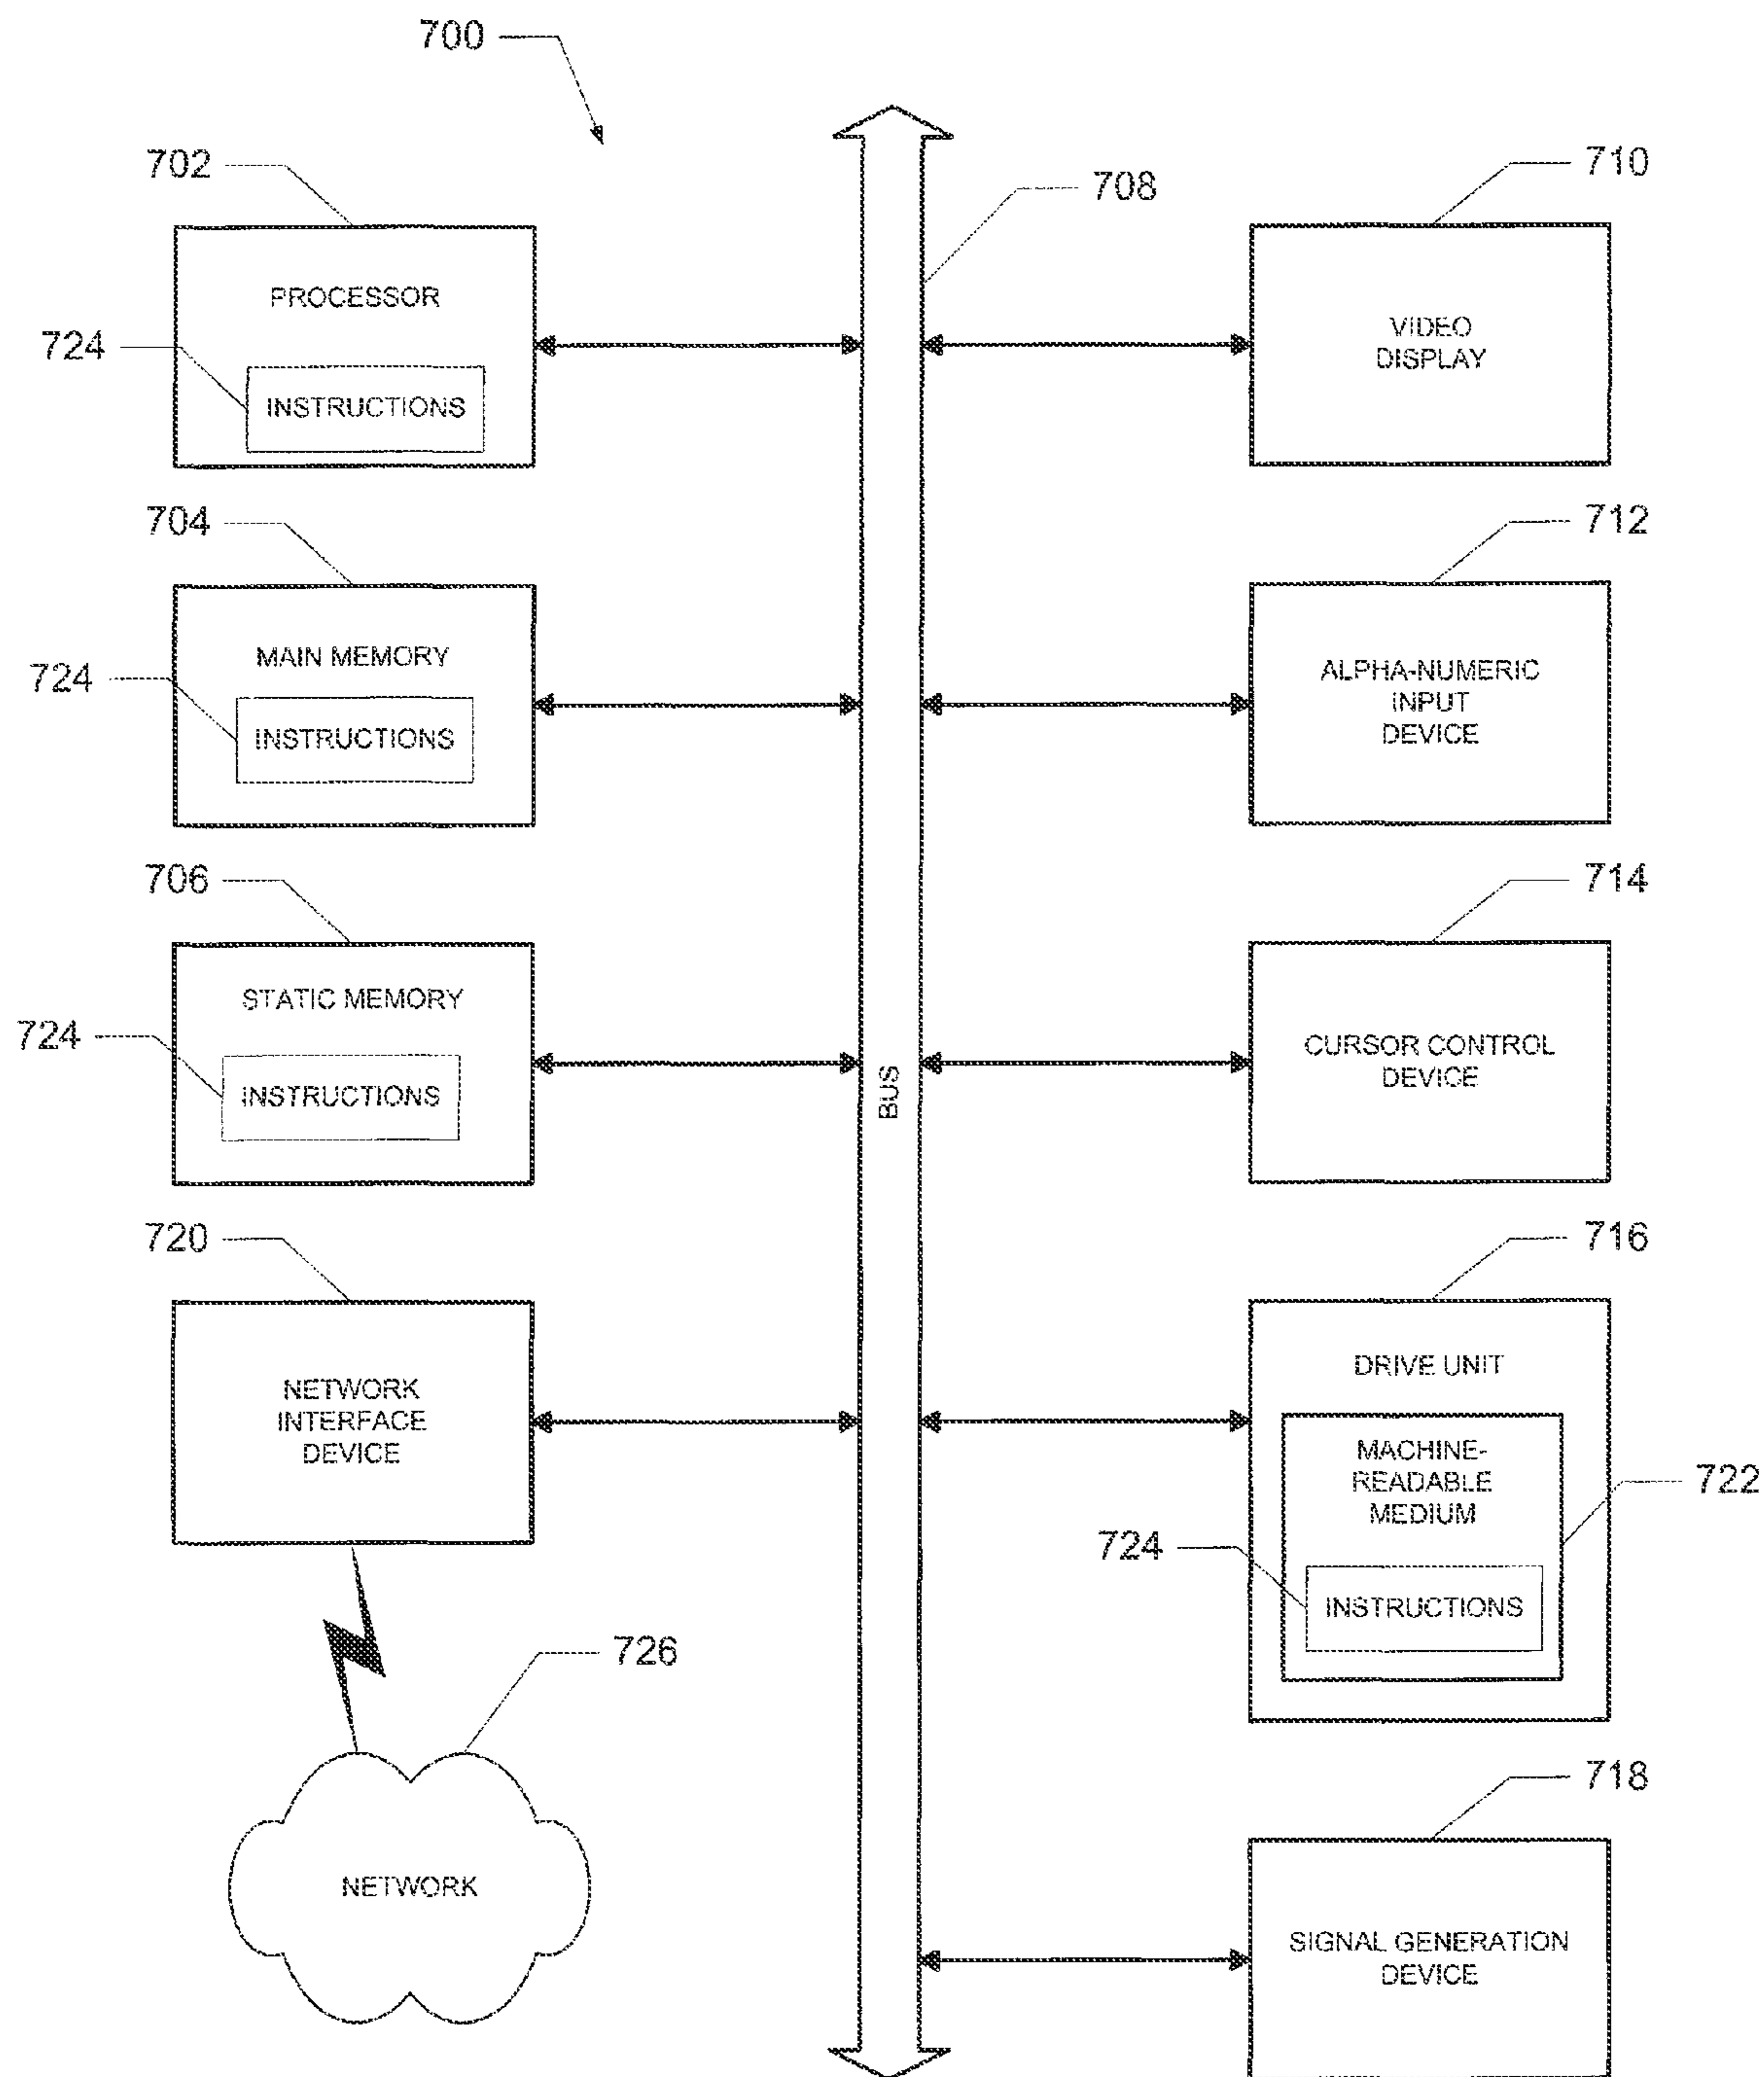 700
702
PROCESSOR
724
INSTRUCTIONS
704
MAIN MEMORY
724
INSTRUCTIONS
706
STATIC MEMORY
724
INSTRUCTIONS
720
NETWORK
INTERFACE
DEVICE
726
NETWORK
708
BUS
710
VIDEO
DISPLAY
712
ALPHA-NUMERIC
INPUT
DEVICE
714
CURSOR CONTROL
DEVICE
716
DRIVE UNIT
MACHINE-
READABLE
MEDIUM
722
724
INSTRUCTIONS
718
SIGNAL GENERATION
DEVICE